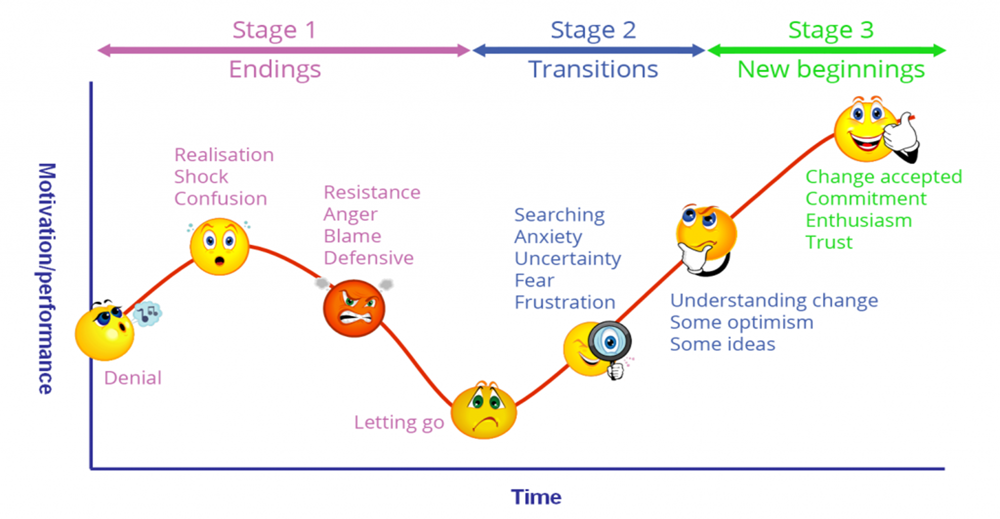 Stage 1
Stage 2
Stage 3
Endings
Transitions
New beginnings
Motivation/performance
Denial
Realisation
Shock
Confusion
Resistance
Anger
Blame
Defensive
Letting go
Searching
Anxiety
Uncertainty
Fear
Frustration
Understanding change
Some optimism
Some ideas
Change accepted
Commitment
Enthusiasm
Trust
Time